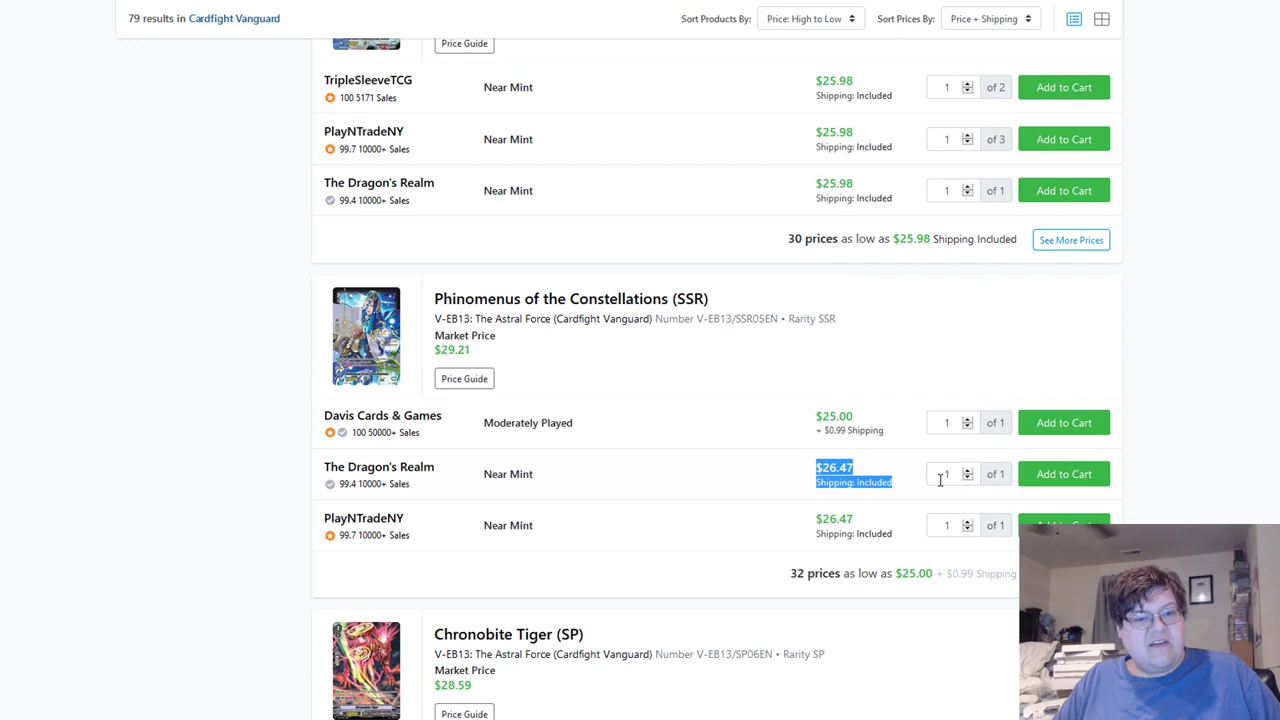 79 results in Cardfight Vanguard
Sort Products By: Price: High to Low
Sort Prices By: Price + Shipping
Price Guide
TripleSleeveTCG
100 5171 Sales
Near Mint
$25.98
Shipping: Included
1 of 2
Add to Cart
PlayNTradeNY
99.7 10000+ Sales
Near Mint
$25.98
Shipping: Included
1 of 3
Add to Cart
The Dragon's Realm
99.4 10000+ Sales
Near Mint
$25.98
Shipping: Included
1 of 1
Add to Cart
30 prices as low as $25.98 Shipping Included
See More Prices
Phinomenus of the Constellations (SSR)
V-EB13: The Astral Force (Cardfight Vanguard) Number V-EB13/SSR05EN • Rarity SSR
Market Price
$29.21
Price Guide
Davis Cards & Games
100 50000+ Sales
Moderately Played
$25.00
+ $0.99 Shipping
1 of 1
Add to Cart
The Dragon's Realm
99.4 10000+ Sales
Near Mint
$26.47
Shipping: Included
1 of 1
Add to Cart
PlayNTradeNY
99.7 10000+ Sales
Near Mint
$26.47
Shipping: Included
1 of 1
Add to Cart
32 prices as low as $25.00 + $0.99 Shipping
Chronobite Tiger (SP)
V-EB13: The Astral Force (Cardfight Vanguard) Number V-EB13/SP06EN • Rarity SP
Market Price
$28.59
Price Guide